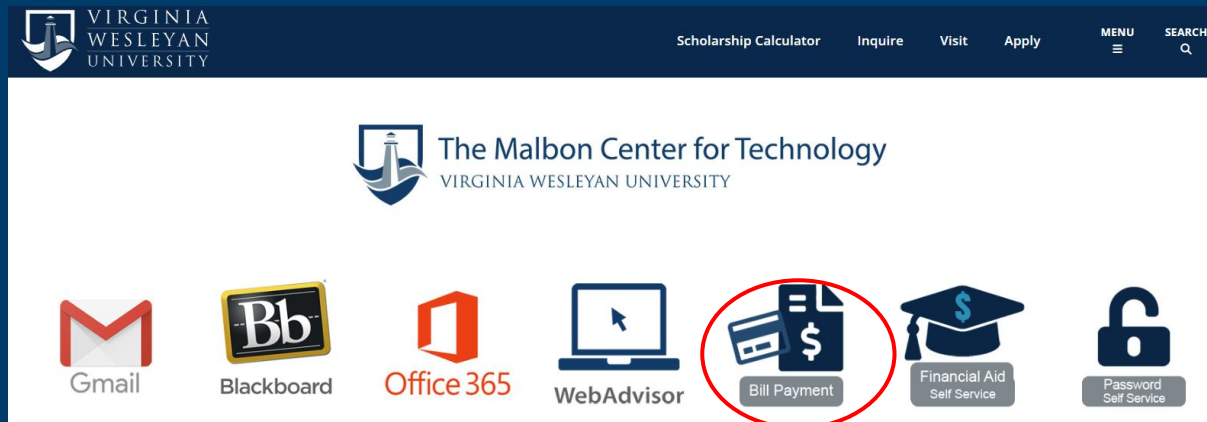 VIRGINIA
WESLEYAN
UNIVERSITY
Scholarship Calculator Inquire Visit Apply MENU SEARCH
The Malbon Center for Technology
VIRGINIA WESLEYAN UNIVERSITY
Bb
$
$
Gmail
Blackboard
Office 365
WebAdvisor
Bill Payment
Financial Aid
Self Service
Password
Self Service